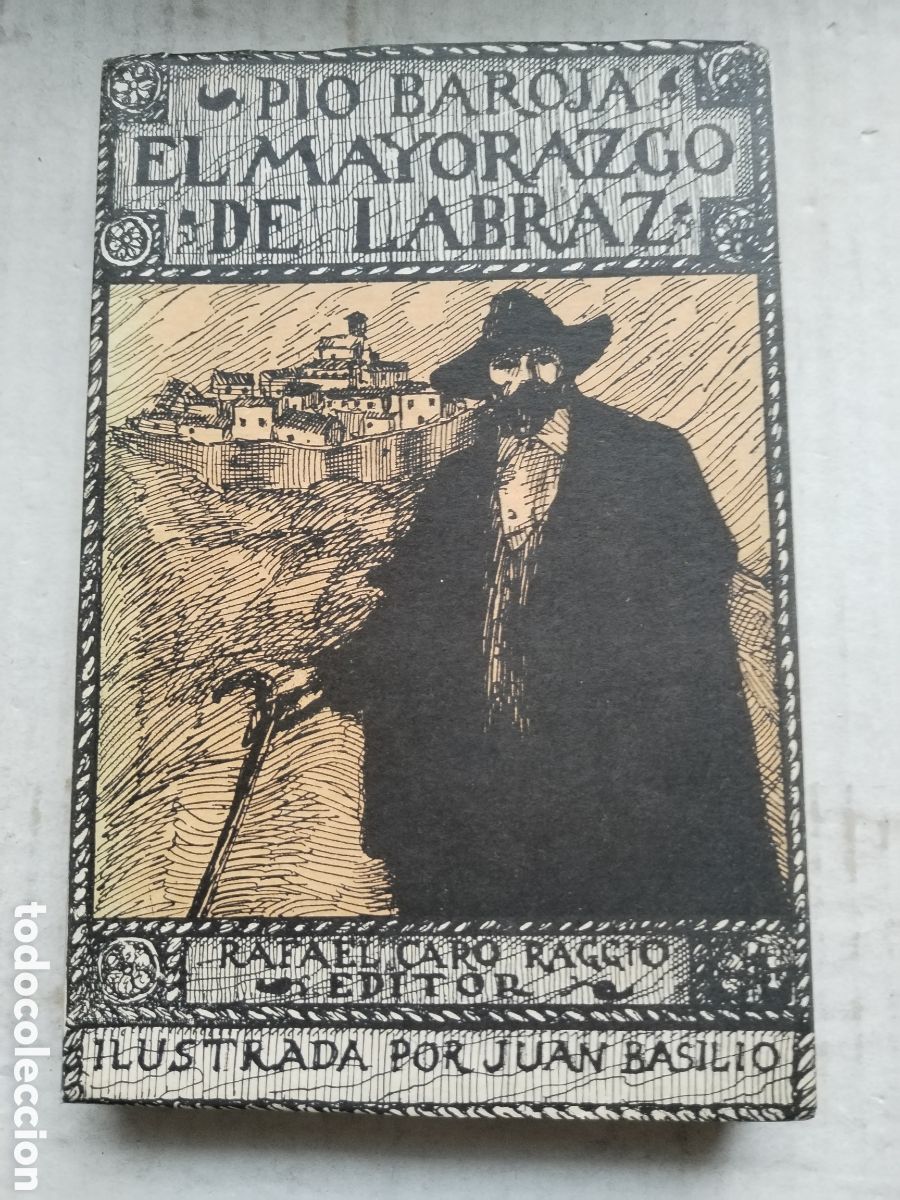 PIO BAROJA
EL MAYORAZGO
DE LABRAZ
RAFAEL CARO RAGGIO
EDITOR
ILUSTRADA POR JUAN BASILIO
todocoleccion